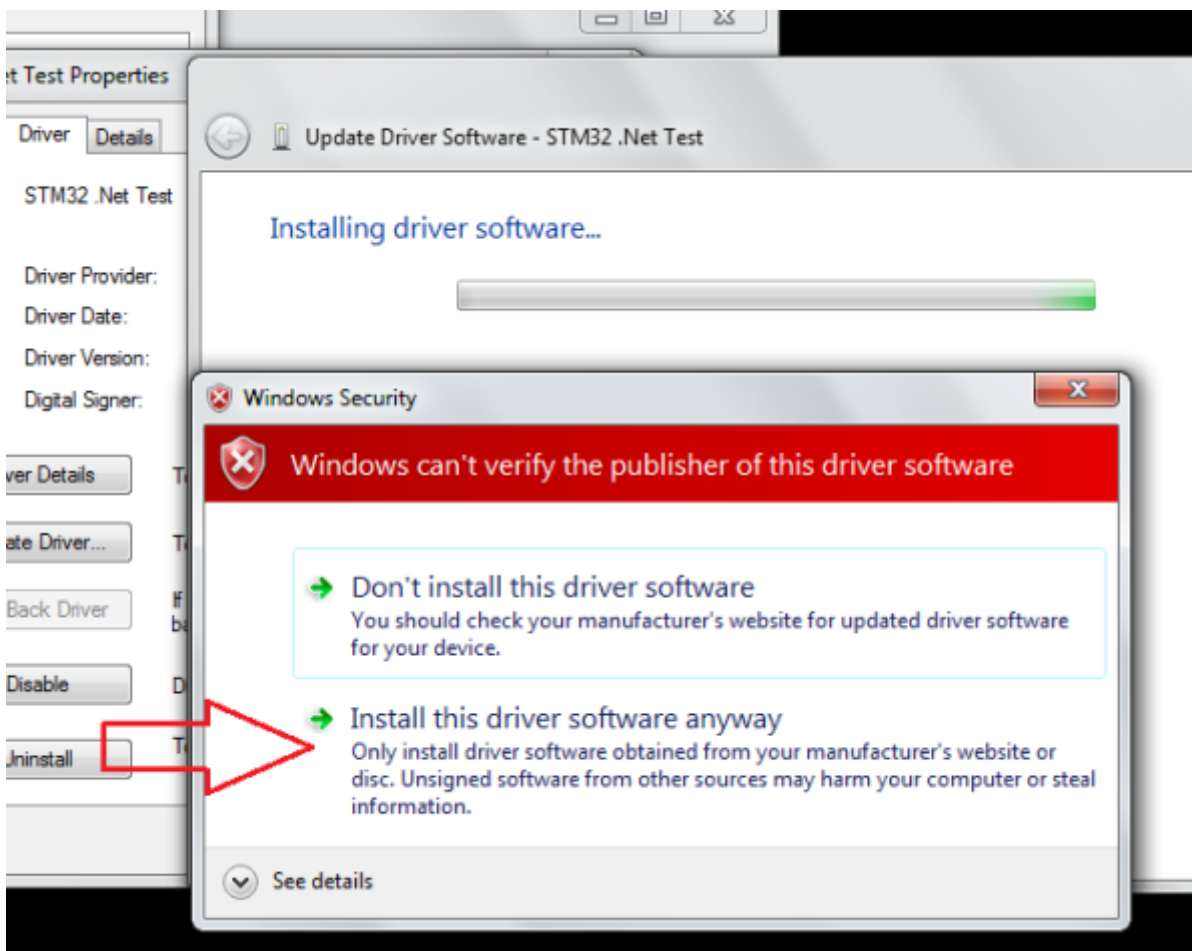 t Test Properties
Driver
Details
STM32 .Net Test
Driver Provider:
Driver Date:
Driver Version:
Digital Signer:
ver Details
ate Driver...
Back Driver
If
Disable
Uninstall
Update Driver Software - STM32 .Net Test
Installing driver software...
Windows Security
Windows can't verify the publisher of this driver software
Don't install this driver software
You should check your manufacturer's website for updated driver software
for your device.
Install this driver software anyway
Only install driver software obtained from your manufacturer's website or
disc. Unsigned software from other sources may harm your computer or steal
information.
See details